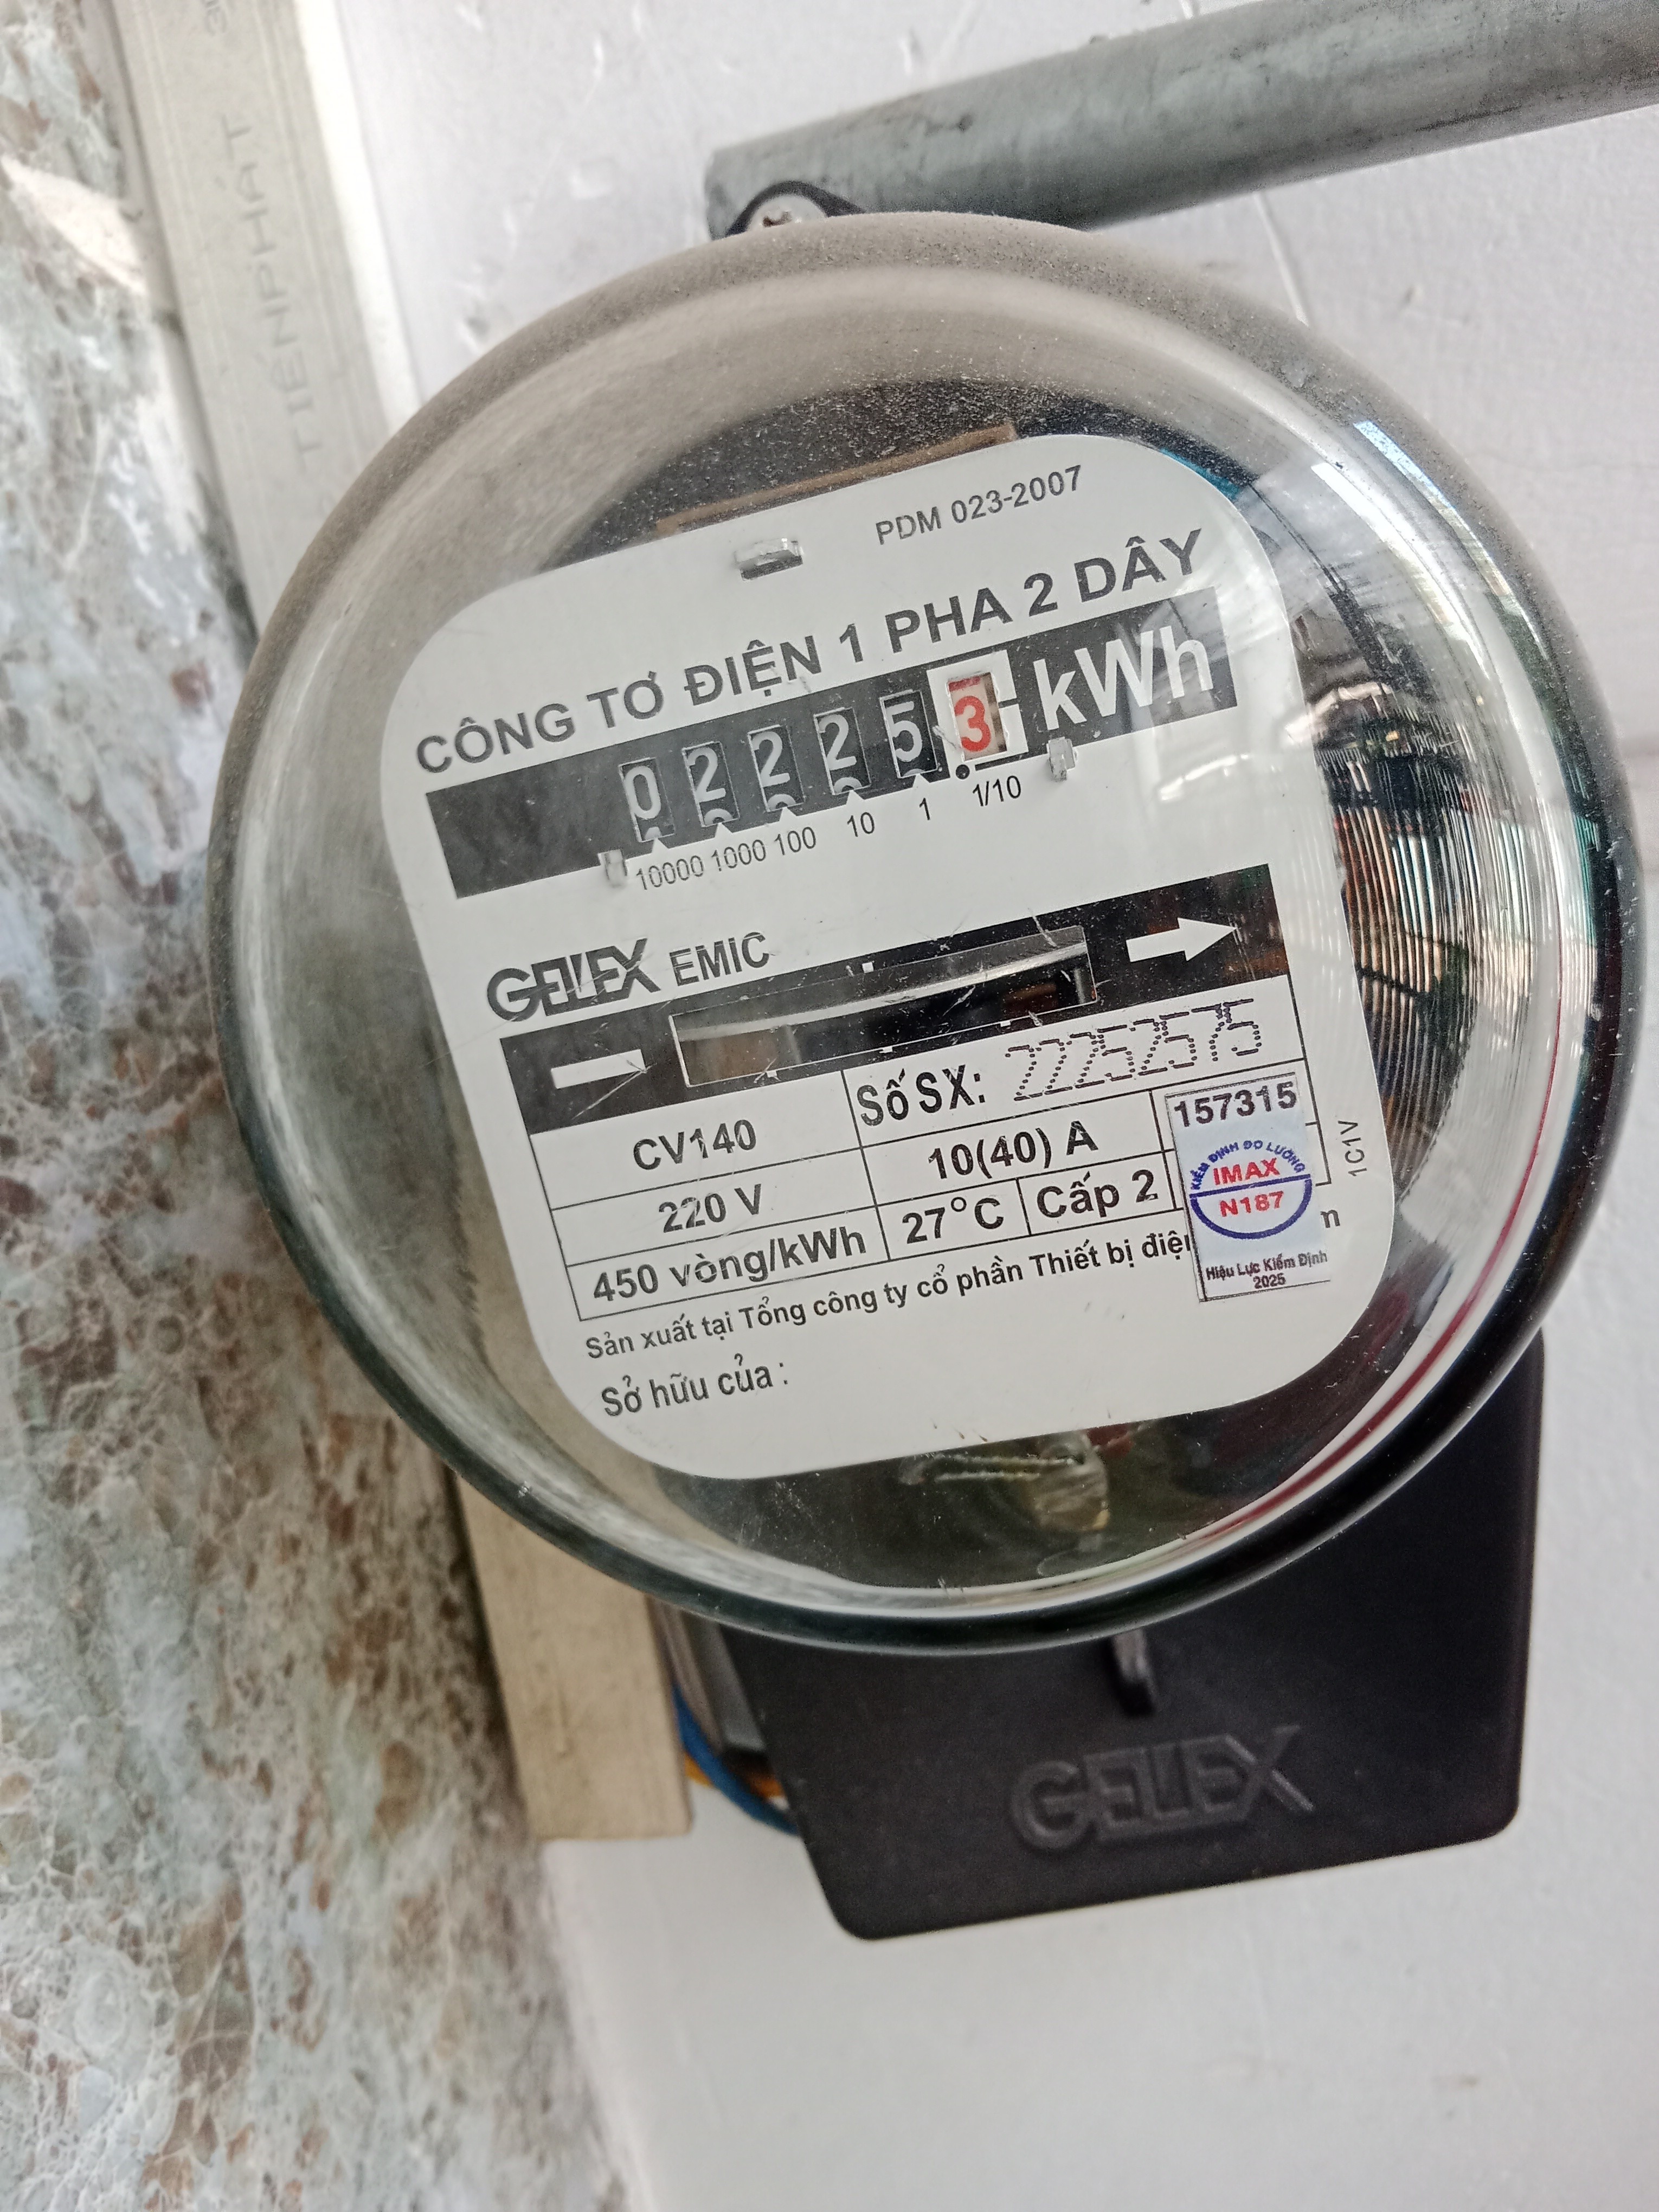 TIẾN PHÁT
PDM 023-2007
CÔNG TƠ ĐIỆN 1 PHA 2 DÂY
0 2 2 2 5 3 kWh
10000 1000 100 10 1 1/10
GELEX EMIC
Số SX: 22252575
CV140
10(40) A
220 V
27°C Cấp 2
450 vòng/kWh
157315
KIỂM ĐỊNH ĐO LƯỜNG
IMAX
N187
Hiệu Lực Kiểm Định
2025
1C1V
Sản xuất tại Tổng công ty cổ phần Thiết bị điện
Sở hữu của :
GELEX